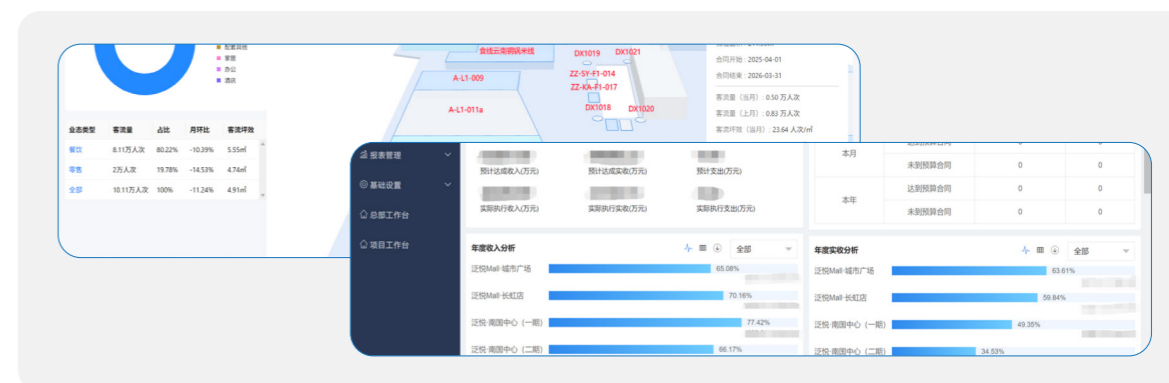 配套其他
家居
办公
酒店
业态类型 客流量 占比 月环比 客流坪效
餐饮 8.11万人次 80.22% -10.39% 5.55㎡
零售 2万人次 19.78% -14.53% 4.74㎡
全部 10.11万人次 100% -11.24% 4.91㎡
食线云南铜锅米线
DX1019 DX1021
A-L1-009
ZZ-SY-F1-014
ZZ-KA-F1-017
A-L1-011a
DX1018 DX1020
合同开始 : 2025-04-01
合同结束 : 2026-03-31
客流量（当月）: 0.50 万人次
客流量（上月）: 0.83 万人次
客流坪效（当月）: 23.64 人次/㎡
报表管理
基础设置
总部工作台
项目工作台
预计达成收入(万元) 预计达成实收(万元) 预计支出(万元)
实际执行收入(万元) 实际执行实收(万元) 实际执行支出(万元)
本月
未到预算合同 0 0
本年
达到预算合同 0 0
未到预算合同 0 0
年度收入分析 全部
泛悦Mall·城市广场 65.08%
泛悦Mall·长虹店 70.16%
泛悦·南国中心（一期） 77.42%
泛悦·南国中心（二期） 66.17%
年度实收分析 全部
泛悦Mall·城市广场 63.61%
泛悦Mall·长虹店 59.84%
泛悦·南国中心（一期） 49.35%
泛悦·南国中心（二期） 34.53%